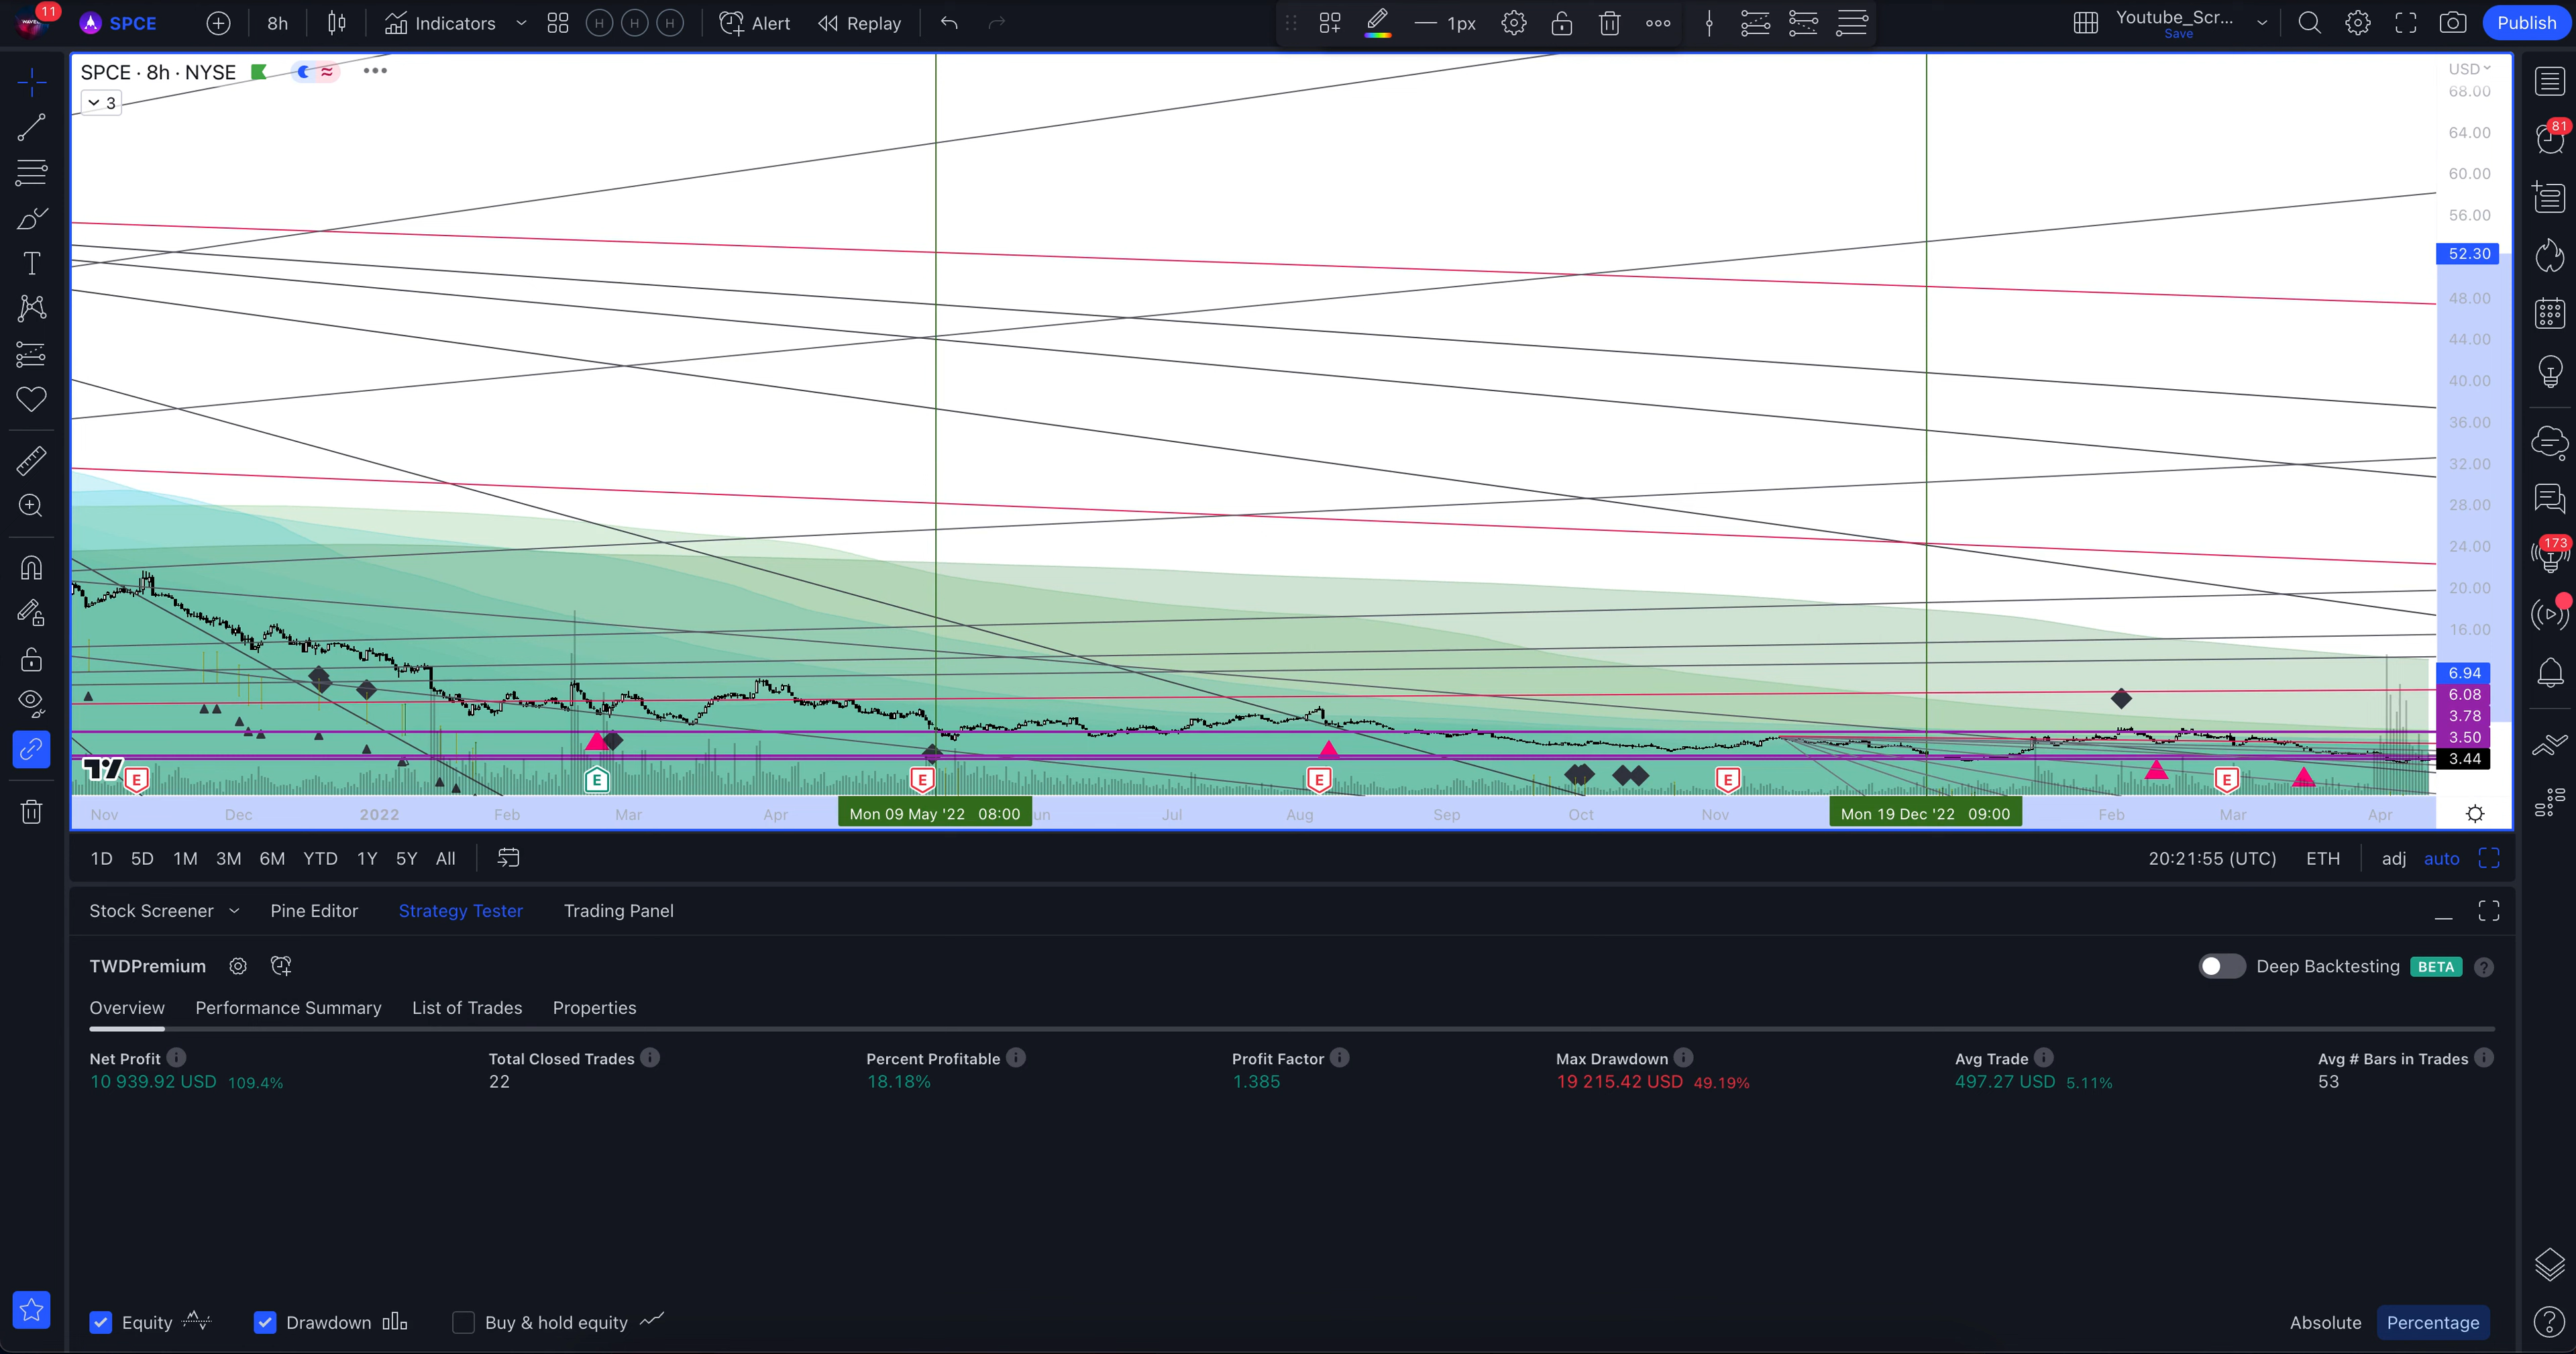 11
SPCE
8h
Indicators
H H H
Alert
Replay
1px
Youtube_Scr...
Save
Publish
SPCE · 8h · NYSE
3
USD
68.00
64.00
60.00
56.00
52.30
48.00
44.00
40.00
36.00
32.00
28.00
24.00
20.00
16.00
6.94
6.08
3.78
3.50
3.44
81
173
E E E E E E
Nov Dec 2022 Feb Mar Apr Mon 09 May '22 08:00 un Jul Aug Sep Oct Nov Mon 19 Dec '22 09:00 Feb Mar Apr
1D 5D 1M 3M 6M YTD 1Y 5Y All
20:21:55 (UTC) ETH adj auto
Stock Screener Pine Editor Strategy Tester Trading Panel
TWDPremium
Deep Backtesting BETA ?
Overview Performance Summary List of Trades Properties
Net Profit Total Closed Trades Percent Profitable Profit Factor Max Drawdown Avg Trade Avg # Bars in Trades
10 939.92 USD 109.4% 22 18.18% 1.385 19 215.42 USD 49.19% 497.27 USD 5.11% 53
Equity Drawdown Buy & hold equity
Absolute Percentage